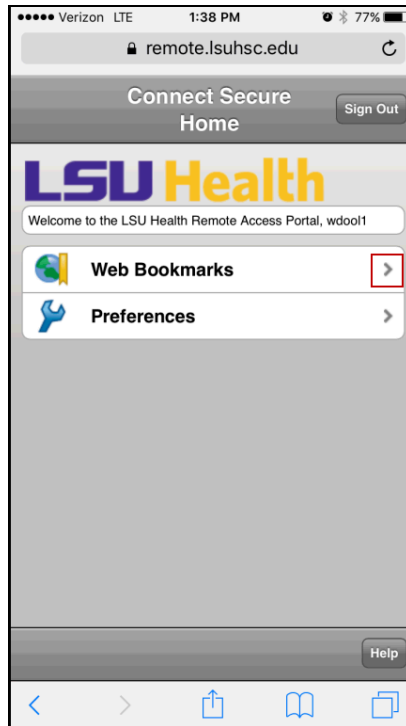 Verizon LTE 1:38 PM 77%
remote.lsuhsc.edu
Connect Secure
Home
Sign Out
LSU Health
Welcome to the LSU Health Remote Access Portal, wdool1
Web Bookmarks
Preferences
Help